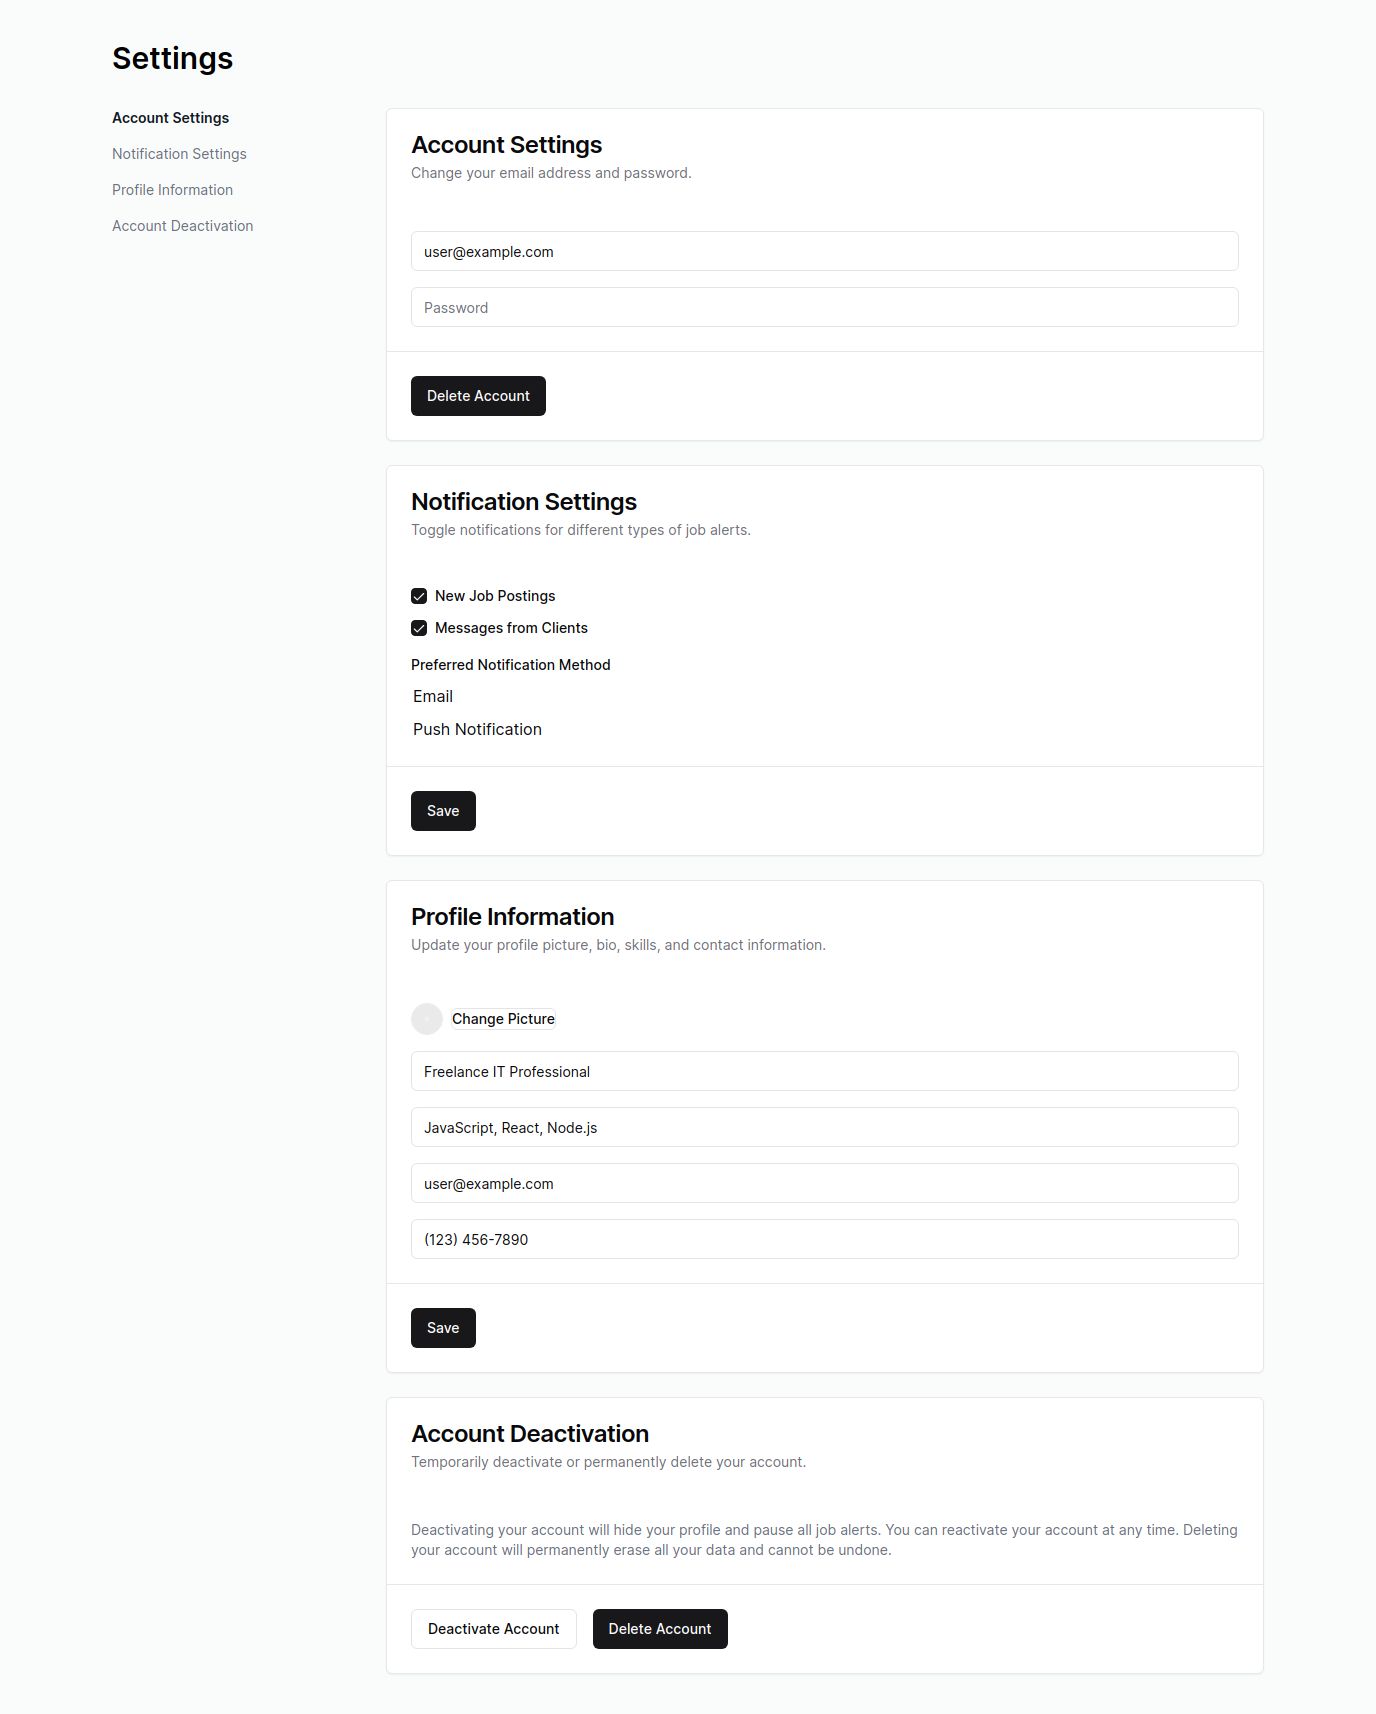 Settings
Account Settings
Notification Settings
Profile Information
Account Deactivation
Account Settings
Change your email address and password.
user@example.com
Password
Delete Account
Notification Settings
Toggle notifications for different types of job alerts.
New Job Postings
Messages from Clients
Preferred Notification Method
Email
Push Notification
Save
Profile Information
Update your profile picture, bio, skills, and contact information.
Change Picture
Freelance IT Professional
JavaScript, React, Node.js
user@example.com
(123) 456-7890
Save
Account Deactivation
Temporarily deactivate or permanently delete your account.
Deactivating your account will hide your profile and pause all job alerts. You can reactivate your account at any time. Deleting
your account will permanently erase all your data and cannot be undone.
Deactivate Account
Delete Account